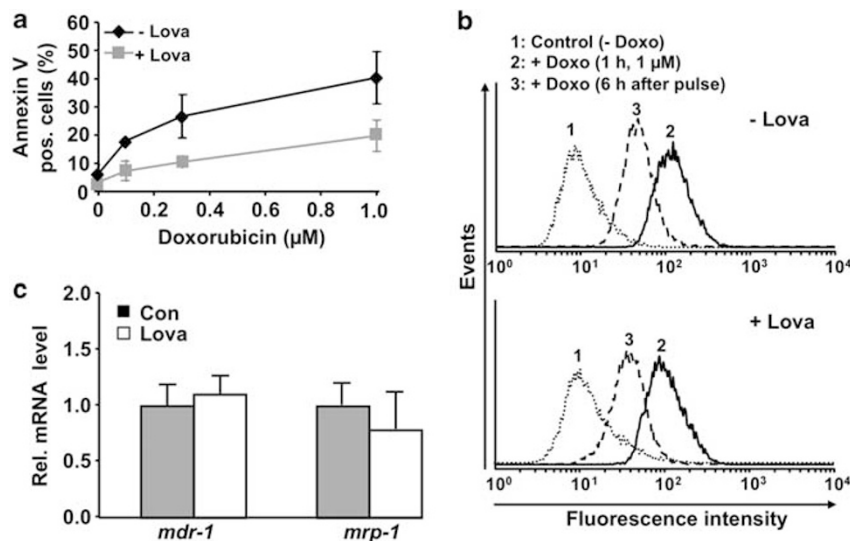 a
Annexin V
pos. cells (%)
60
50
40
30
20
10
0
- Lova
+ Lova
0
0.2
0.4
0.6
0.8
1.0
Doxorubicin (µM)
b
1: Control (- Doxo)
2: + Doxo (1 h, 1 µM)
3: + Doxo (6 h after pulse)
1
3
2
- Lova
10⁰
10¹
10²
10³
10⁴
Events
1
3
2
+ Lova
10⁰
10¹
10²
10³
10⁴
Fluorescence intensity
c
Rel. mRNA level
2.0
1.5
1.0
0.5
0.0
Con
Lova
mdr-1
mrp-1